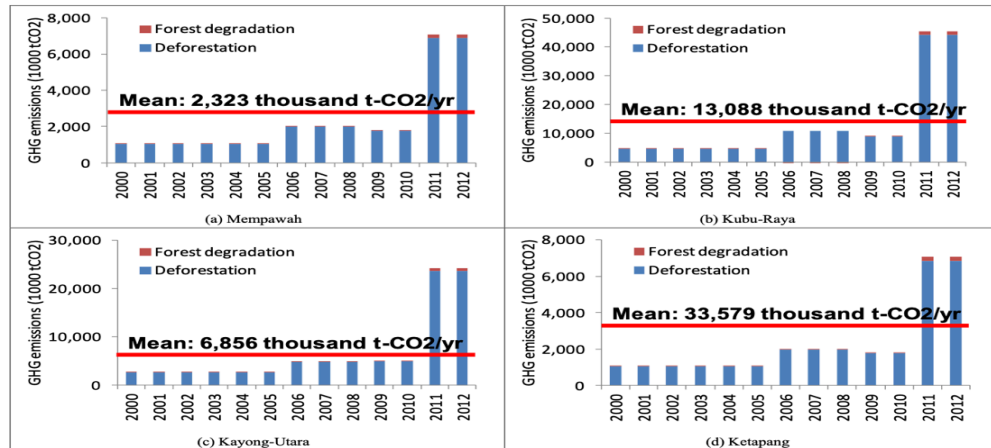 GHG emissions (1000 tCO2)
8,000
6,000
4,000
2,000
0
Forest degradation
Deforestation
Mean: 2,323 thousand t-CO2/yr
2000 2001 2002 2003 2004 2005 2006 2007 2008 2009 2010 2011 2012
(a) Mempawah
GHG emissions (1000 tCO2)
50,000
40,000
30,000
20,000
10,000
0
Forest degradation
Deforestation
Mean: 13,088 thousand t-CO2/yr
2000 2001 2002 2003 2004 2005 2006 2007 2008 2009 2010 2011 2012
(b) Kubu-Raya
GHG emissions (1000 tCO2)
30,000
20,000
10,000
0
Forest degradation
Deforestation
Mean: 6,856 thousand t-CO2/yr
2000 2001 2002 2003 2004 2005 2006 2007 2008 2009 2010 2011 2012
(c) Kayong-Utara
GHG emissions (1000 tCO2)
8,000
6,000
4,000
2,000
0
Forest degradation
Deforestation
Mean: 33,579 thousand t-CO2/yr
2000 2001 2002 2003 2004 2005 2006 2007 2008 2009 2010 2011 2012
(d) Ketapang